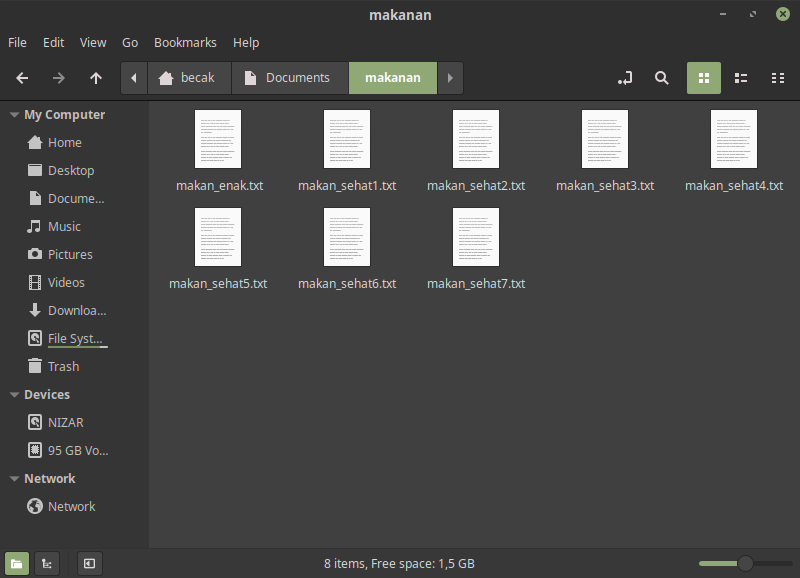 makanan
File Edit View Go Bookmarks Help
becak Documents makanan
My Computer
Home
Desktop
Docume...
Music
Pictures
Videos
Downloa...
File Syst...
Trash
Devices
NIZAR
95 GB Vo...
Network
Network
makan_enak.txt makan_sehat1.txt makan_sehat2.txt makan_sehat3.txt makan_sehat4.txt
makan_sehat5.txt makan_sehat6.txt makan_sehat7.txt
8 items, Free space: 1,5 GB